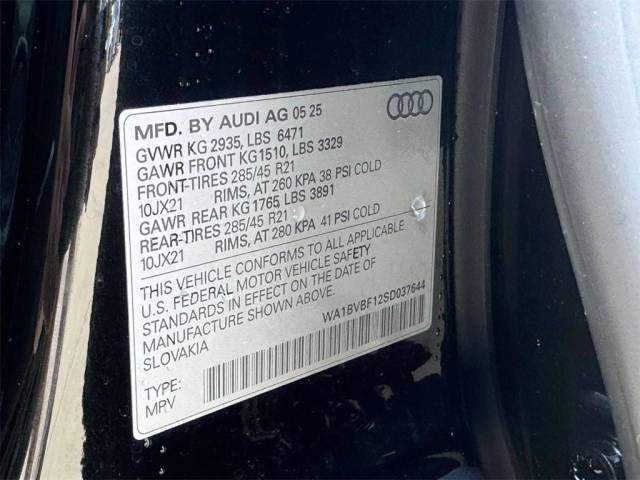 MFD. BY AUDI AG 05 25
GVWR KG 2935, LBS 6471
GAWR FRONT KG1510, LBS 3329
FRONT-TIRES 285/45 R21
10JX21 RIMS, AT 260 KPA 38 PSI COLD
GAWR REAR KG 1765 LBS 3891
REAR-TIRES 285/45 R21
10JX21 RIMS, AT 280 KPA 41 PSI COLD
THIS VEHICLE CONFORMS TO ALL APPLICABLE
U.S. FEDERAL MOTOR VEHICLE SAFETY
STANDARDS IN EFFECT ON THE DATE OF
MANUFACTURE SHOWN ABOVE.
SLOVAKIA
WA1BVBF12SD037644
TYPE:
MPV